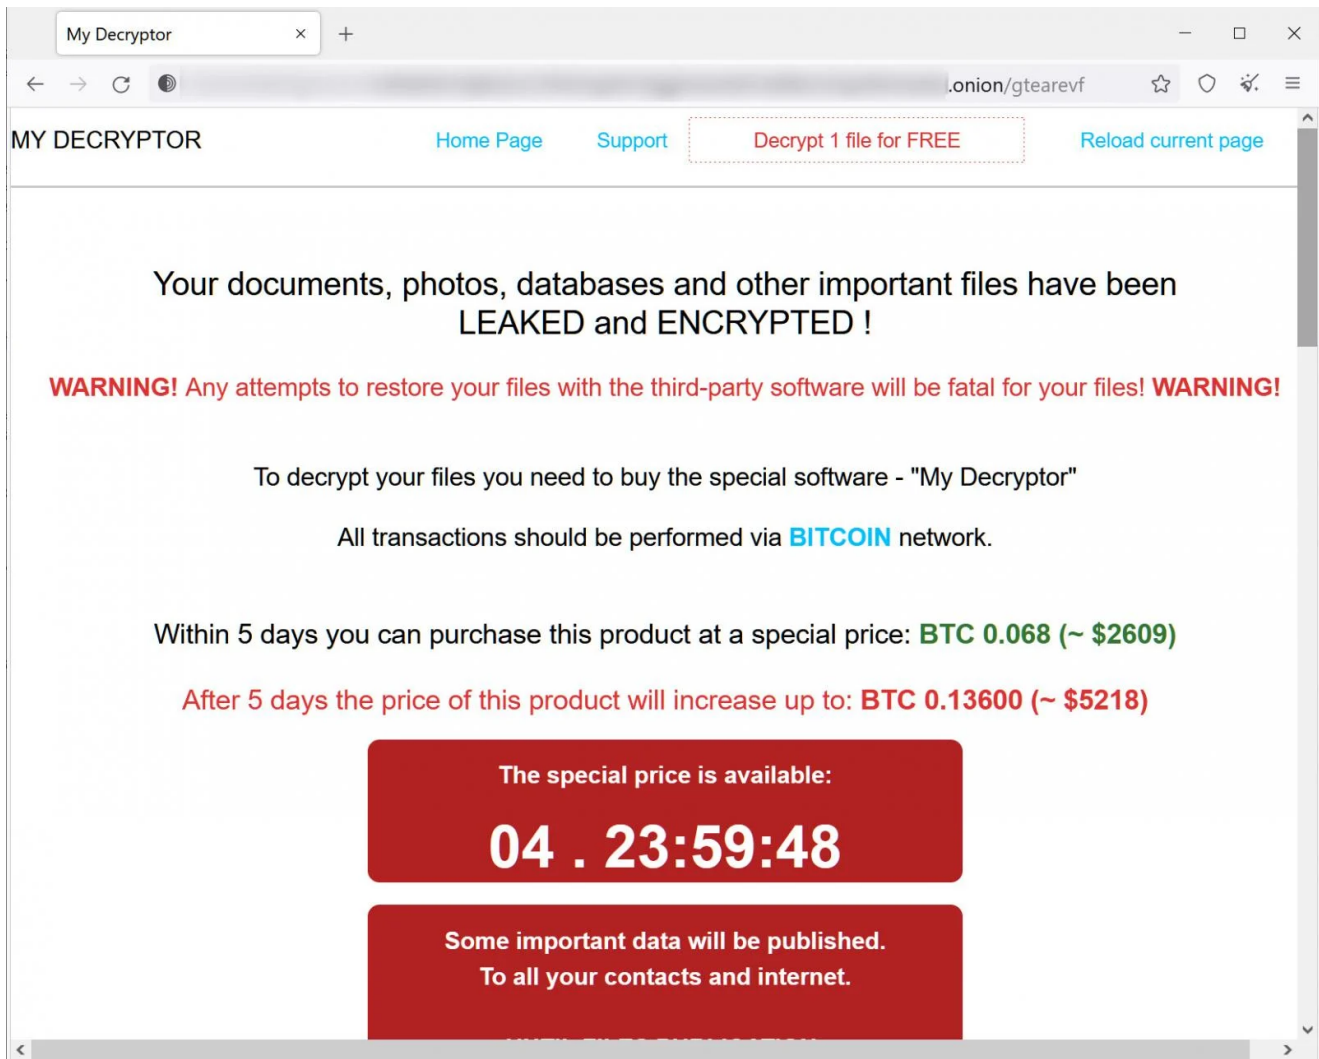 My Decryptor
.onion/gtearevf
MY DECRYPTOR
Home Page
Support
Decrypt 1 file for FREE
Reload current page
Your documents, photos, databases and other important files have been
LEAKED and ENCRYPTED !
WARNING! Any attempts to restore your files with the third-party software will be fatal for your files! WARNING!
To decrypt your files you need to buy the special software - "My Decryptor"
All transactions should be performed via BITCOIN network.
Within 5 days you can purchase this product at a special price: BTC 0.068 (~ $2609)
After 5 days the price of this product will increase up to: BTC 0.13600 (~ $5218)
The special price is available:
04 . 23:59:48
Some important data will be published.
To all your contacts and internet.